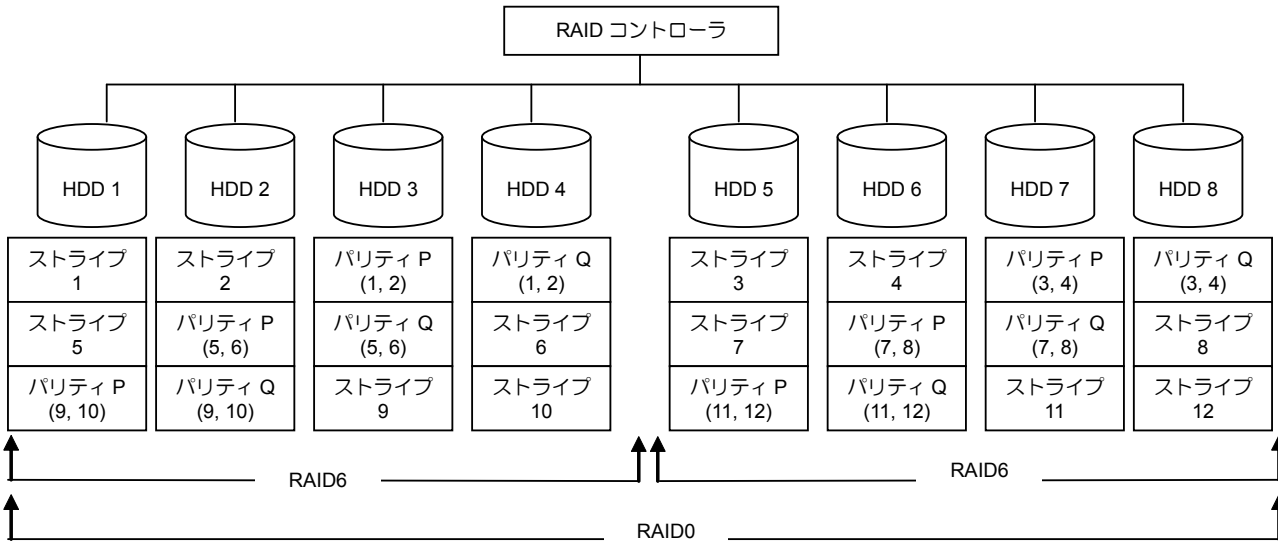 RAID コントローラ
HDD 1
HDD 2
HDD 3
HDD 4
HDD 5
HDD 6
HDD 7
HDD 8
ストライプ
1
ストライプ
2
パリティ P
(1, 2)
パリティ Q
(1, 2)
ストライプ
3
ストライプ
4
パリティ P
(3, 4)
パリティ Q
(3, 4)
ストライプ
5
パリティ P
(5, 6)
パリティ Q
(5, 6)
ストライプ
6
ストライプ
7
パリティ P
(7, 8)
パリティ Q
(7, 8)
ストライプ
8
パリティ P
(9, 10)
パリティ Q
(9, 10)
ストライプ
9
ストライプ
10
パリティ P
(11, 12)
パリティ Q
(11, 12)
ストライプ
11
ストライプ
12
RAID6
RAID6
RAID0